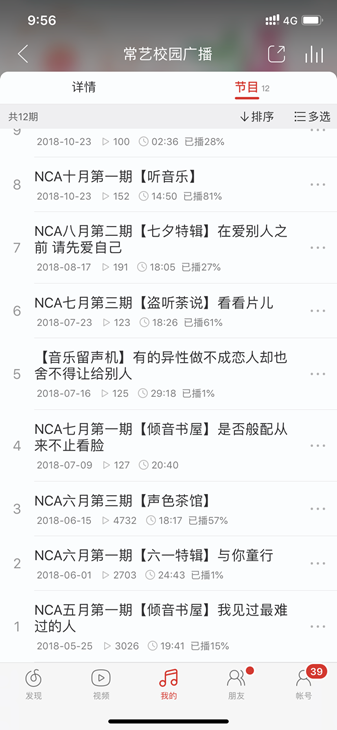 9:56
4G
常艺校园广播
详情
节目 12
共12期
排序
多选
9
2018-10-23 100 02:36 已播28%
8
NCA十月第一期【听音乐】
2018-10-23 152 14:50 已播81%
7
NCA八月第二期【七夕特辑】在爱别人之
前 请先爱自己
2018-08-17 191 18:05 已播27%
6
NCA七月第三期【盗听荼说】看看片儿
2018-07-23 123 18:26 已播61%
5
【音乐留声机】有的异性做不成恋人却也
舍不得让给别人
2018-07-16 125 29:18 已播1%
4
NCA七月第一期【倾音书屋】是否般配从
来不止看脸
2018-07-09 127 20:40
3
NCA六月第三期【声色茶馆】
2018-06-15 4732 18:17 已播57%
2
NCA六月第一期【六一特辑】与你童行
2018-06-01 2703 24:43 已播1%
1
NCA五月第一期【倾音书屋】我见过最难
过的人
2018-05-25 3026 19:41 已播15%
发现
视频
我的
朋友
39
帐号